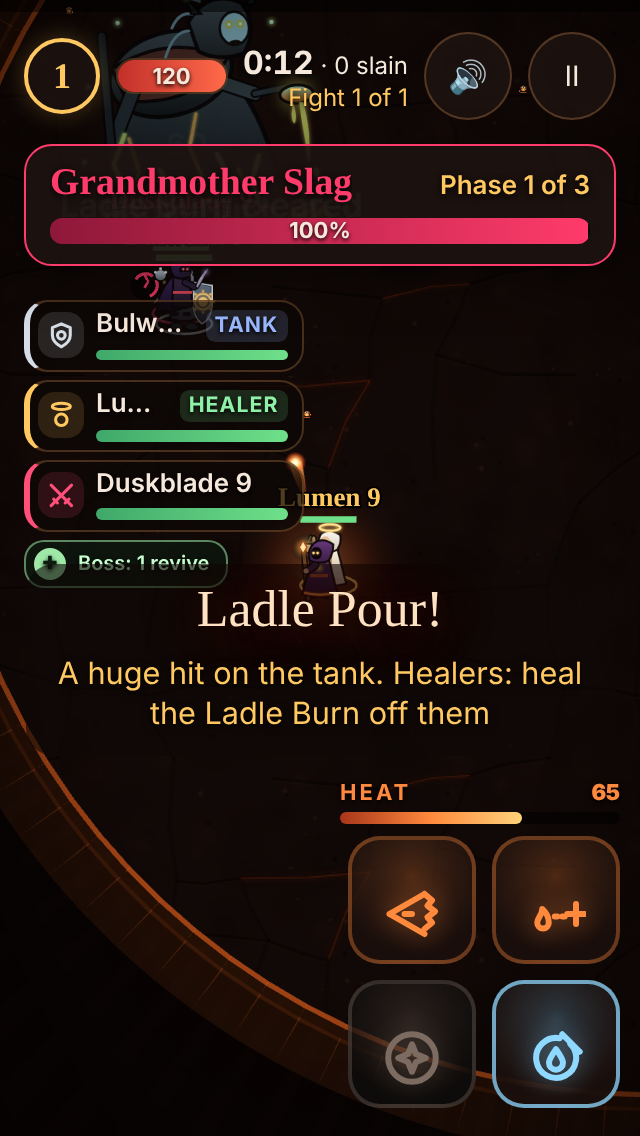 1
120
0:12 · 0 slain
Fight 1 of 1
Grandmother Slag
Phase 1 of 3
100%
Bulw...
TANK
Lu...
HEALER
Duskblade 9
Lumen 9
Boss: 1 revive
Ladle Pour!
A huge hit on the tank. Healers: heal
the Ladle Burn off them
HEAT
65